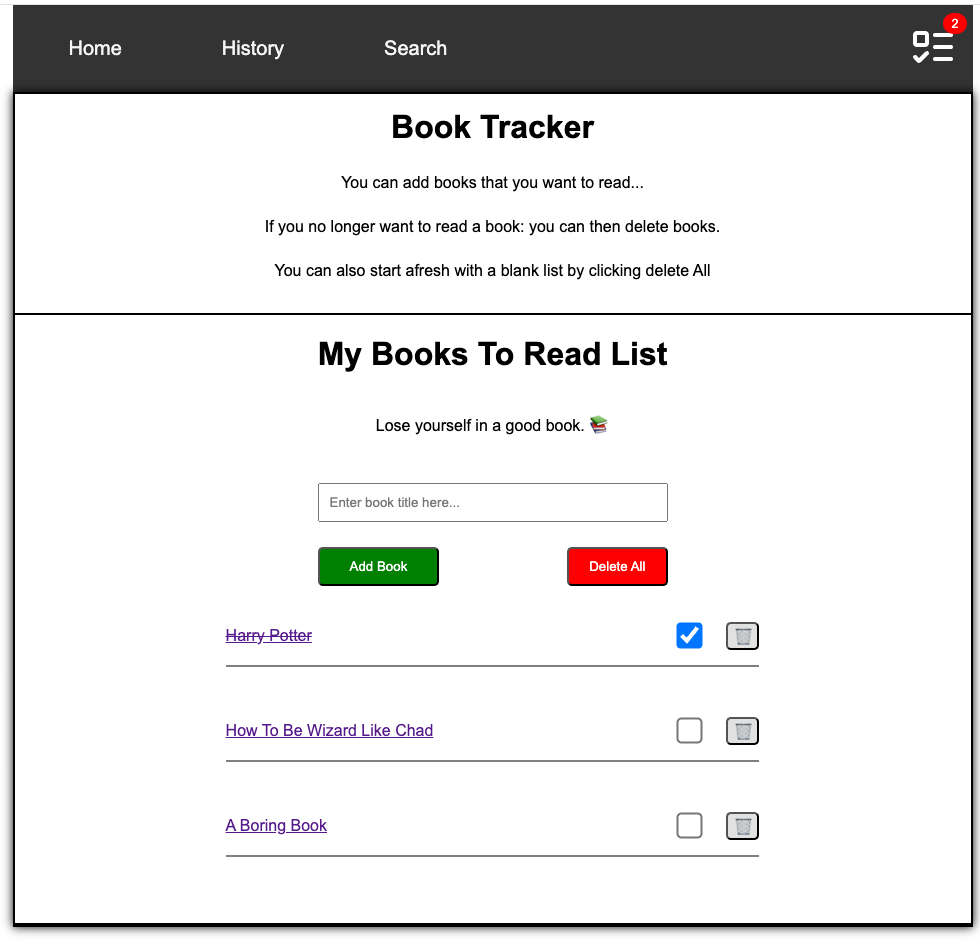 Home History Search 2
Book Tracker
You can add books that you want to read...
If you no longer want to read a book: you can then delete books.
You can also start afresh with a blank list by clicking delete All
My Books To Read List
Lose yourself in a good book. 📚
Enter book title here...
Add Book Delete All
Harry Potter
How To Be Wizard Like Chad
A Boring Book